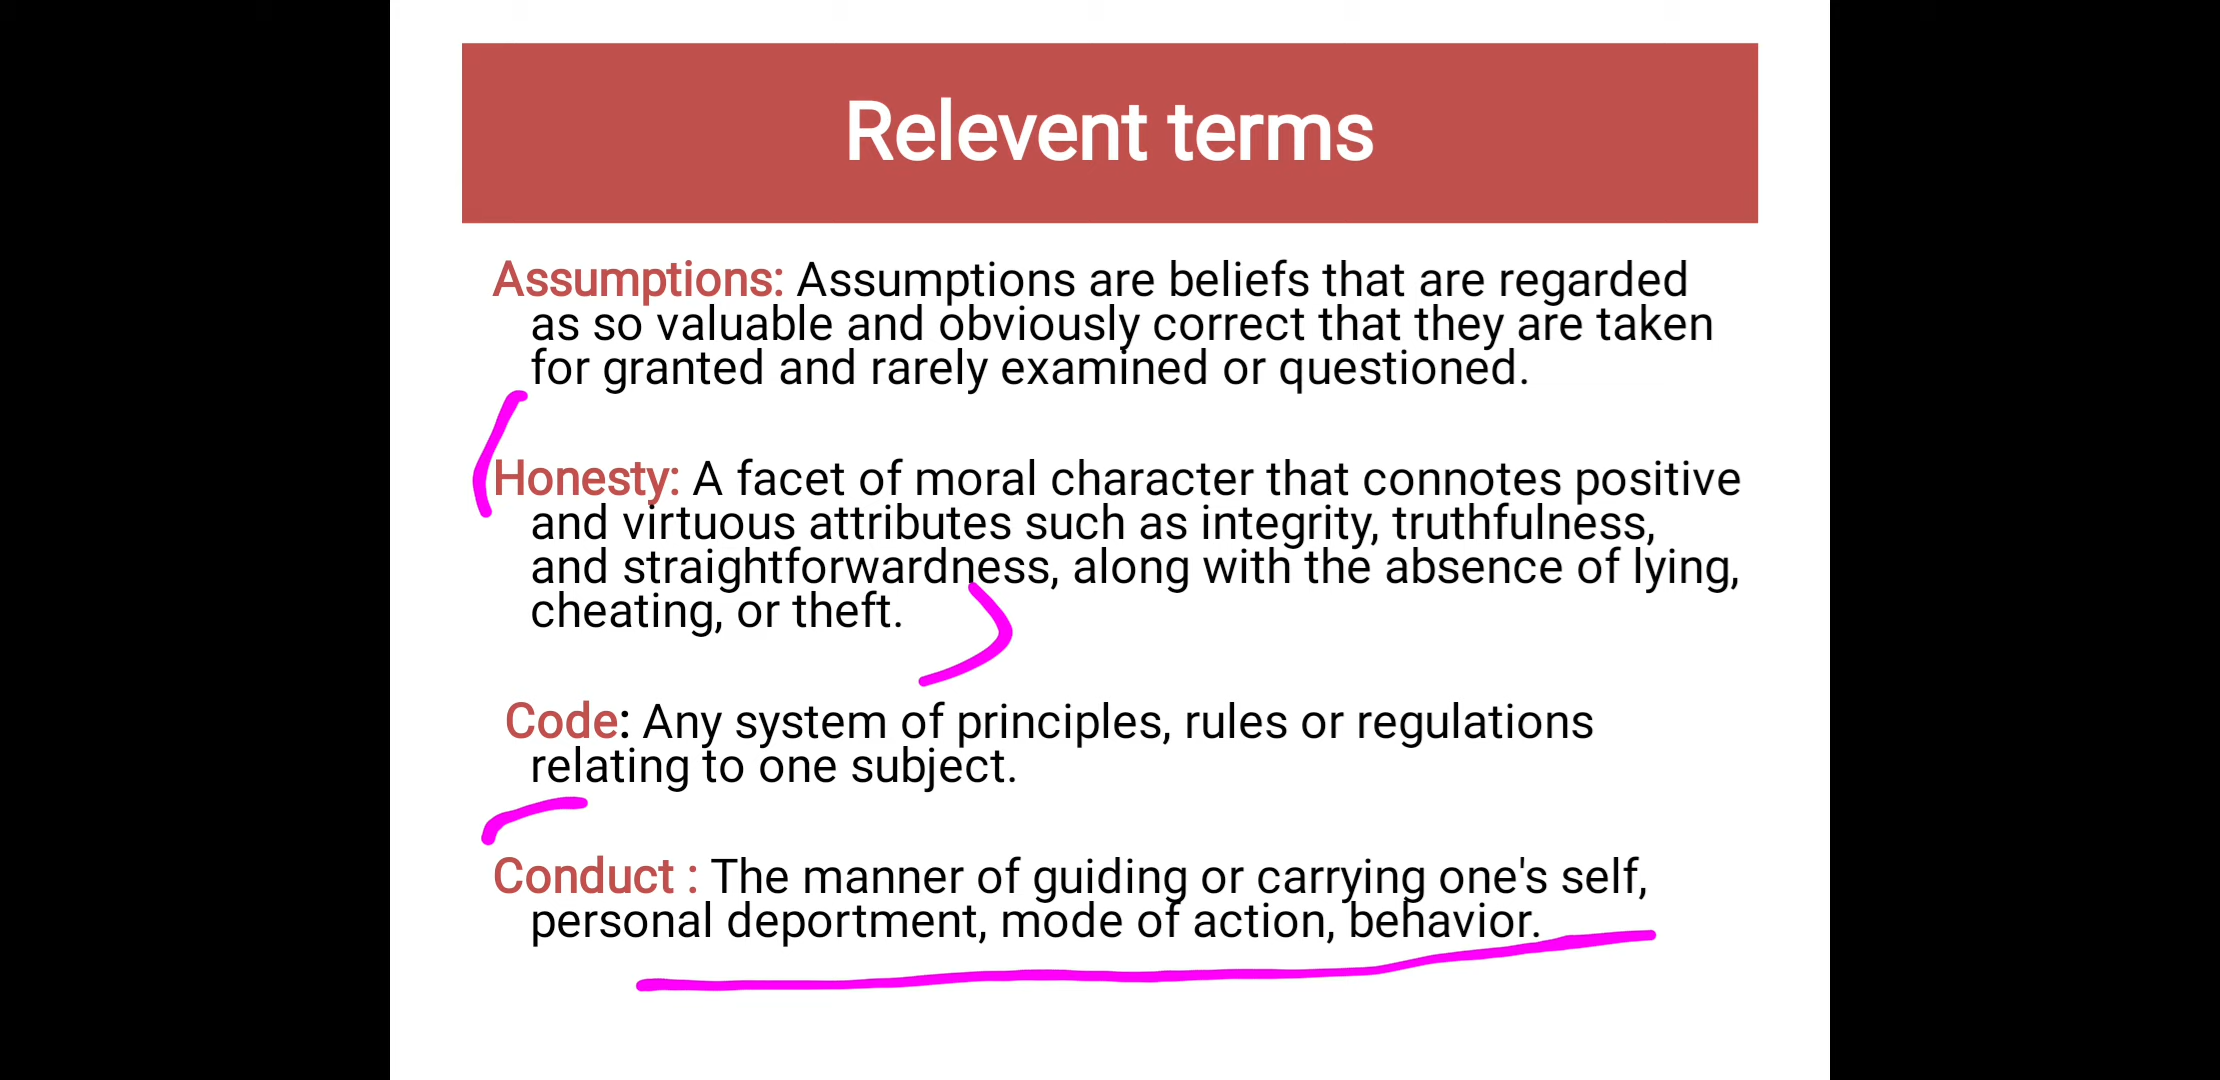 Relevent terms
Assumptions: Assumptions are beliefs that are regarded
as so valuable and obviously correct that they are taken
for granted and rarely examined or questioned.
Honesty: A facet of moral character that connotes positive
and virtuous attributes such as integrity, truthfulness,
and straightforwardness, along with the absence of lying,
cheating, or theft.
Code: Any system of principles, rules or regulations
relating to one subject.
Conduct : The manner of guiding or carrying one's self,
personal deportment, mode of action, behavior.